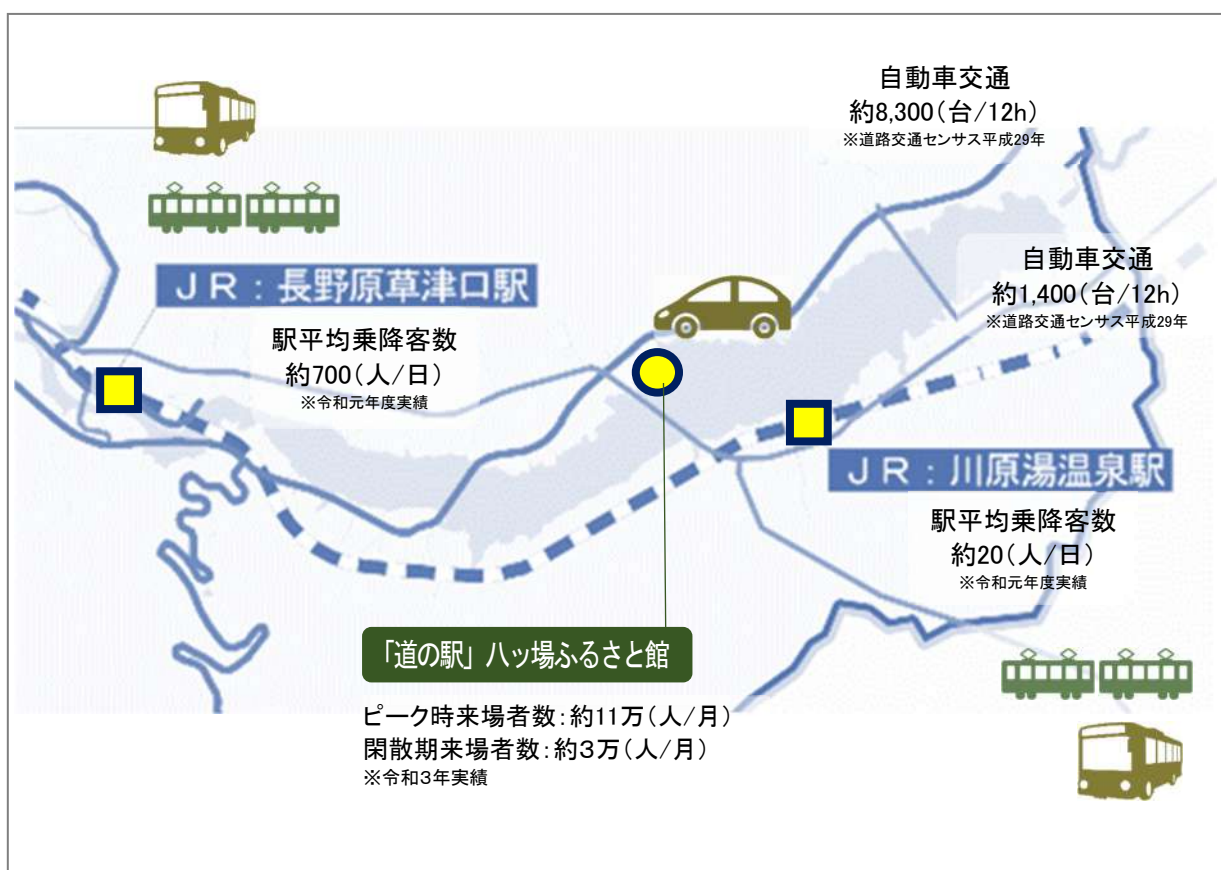 自動車交通
約8,300(台/12h)
※道路交通センサス平成29年
自動車交通
約1,400(台/12h)
※道路交通センサス平成29年
JR:長野原草津口駅
駅平均乗降客数
約700(人/日)
※令和元年度実績
JR:川原湯温泉駅
駅平均乗降客数
約20(人/日)
※令和元年度実績
「道の駅」八ッ場ふるさと館
ピーク時来場者数:約11万(人/月)
閑散期来場者数:約3万(人/月)
※令和3年実績